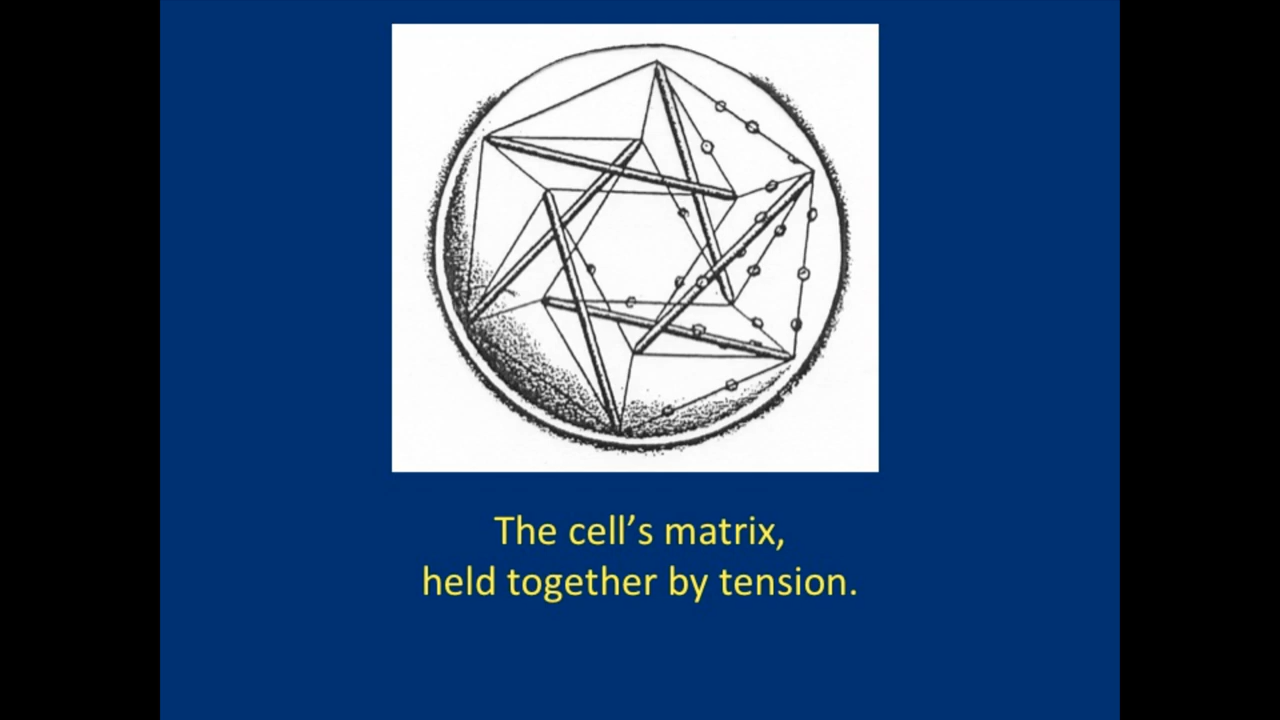 The cell’s matrix,
held together by tension.